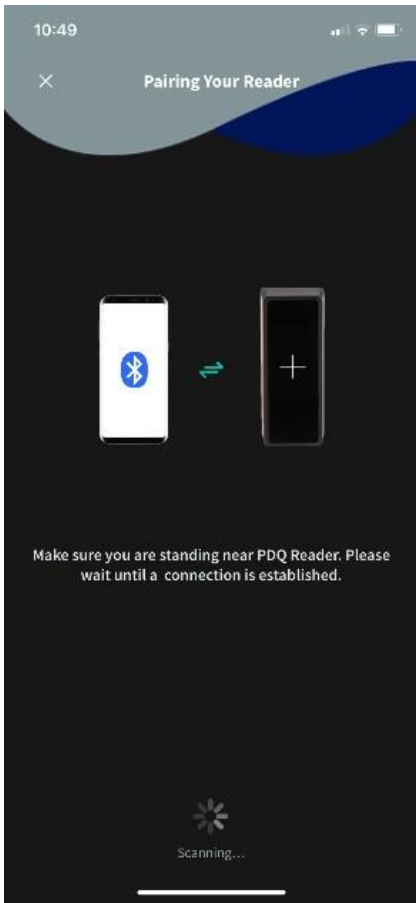 10:49
Pairing Your Reader
Make sure you are standing near PDQ Reader. Please
wait until a connection is established.
Scanning...